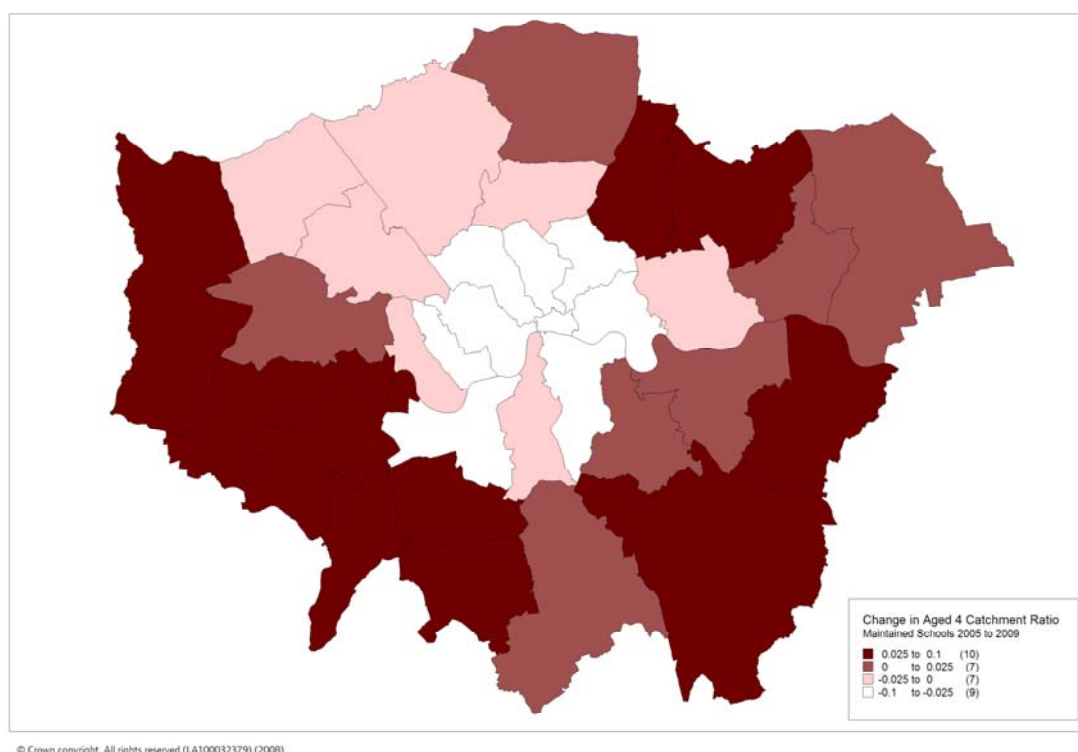 Change in Aged 4 Catchment Ratio
Maintained Schools 2005 to 2009
0.025 to 0.1 (10)
0 to 0.025 (7)
-0.025 to 0 (7)
-0.1 to -0.025 (9)
© Crown copyright. All rights reserved (LA100032379) (2008)